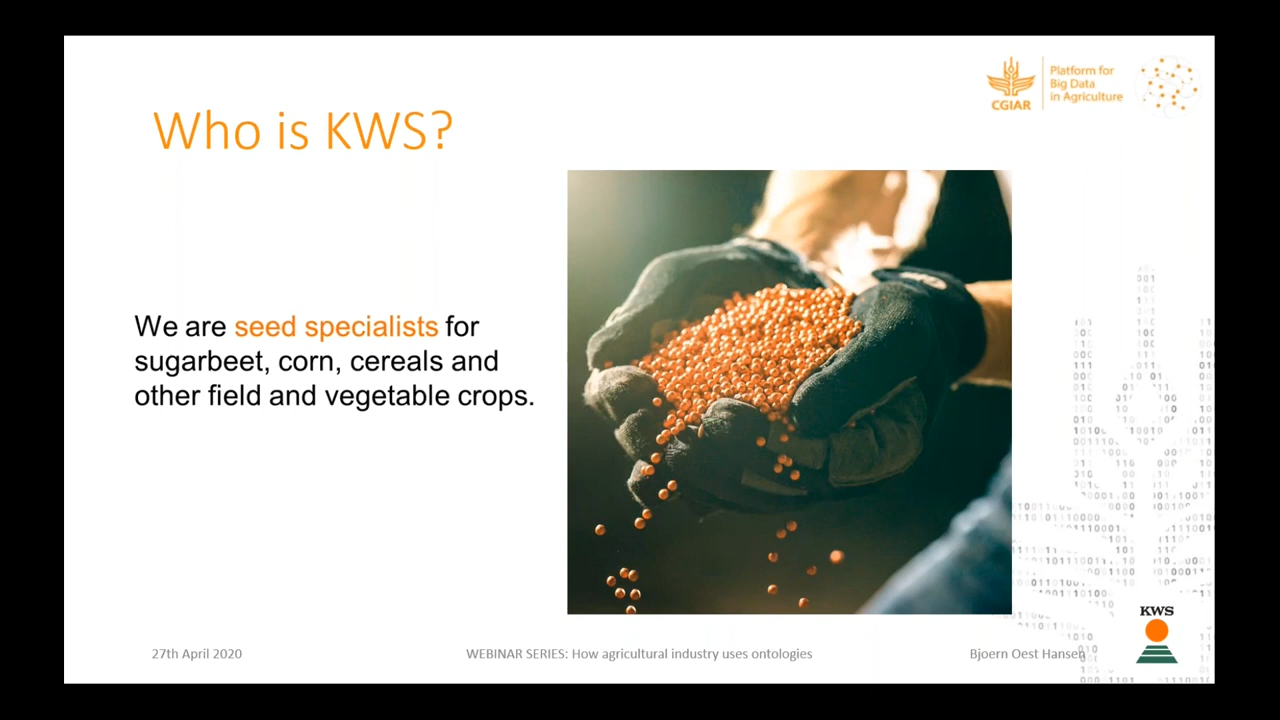 CGIAR
Platform for
Big Data
in Agriculture
Who is KWS?
We are seed specialists for
sugarbeet, corn, cereals and
other field and vegetable crops.
KWS
27th April 2020
WEBINAR SERIES: How agricultural industry uses ontologies
Bjoern Oest Hansen